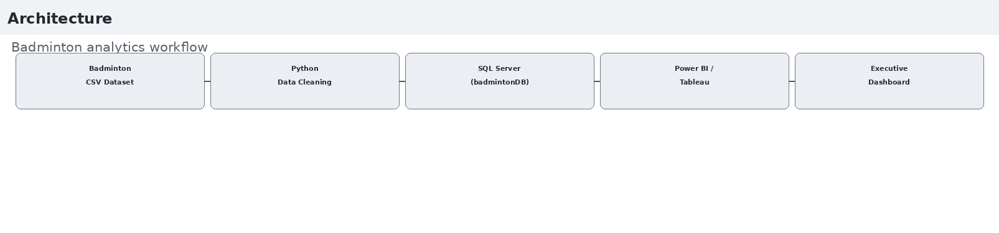 Architecture
Badminton analytics workflow
Badminton
CSV Dataset
Python
Data Cleaning
SQL Server
(badmintonDB)
Power BI /
Tableau
Executive
Dashboard